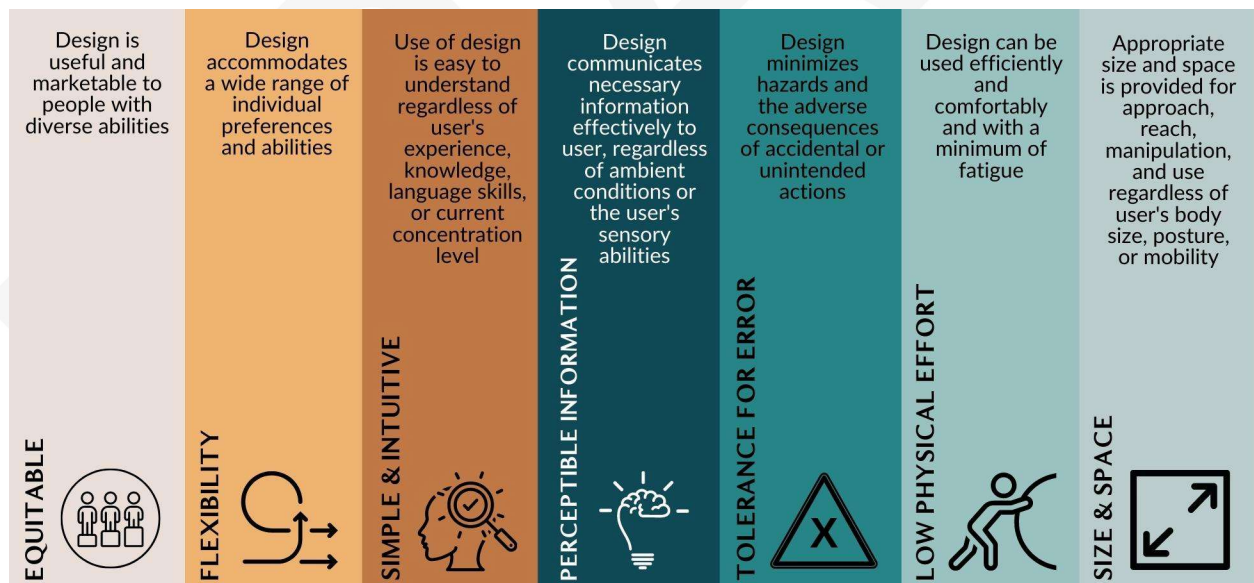 Design is
useful and
marketable to
people with
diverse abilities
EQUITABLE
Design
accommodates
a wide range of
individual
preferences
and abilities
FLEXIBILITY
Use of design
is easy to
understand
regardless of
user's
experience,
knowledge,
language skills,
or current
concentration
level
SIMPLE & INTUITIVE
Design
communicates
necessary
information
effectively to
user, regardless
of ambient
conditions or
the user's
sensory
abilities
PERCEPTIBLE INFORMATION
Design
minimizes
hazards and
the adverse
consequences
of accidental or
unintended
actions
TOLERANCE FOR ERROR
X
Design can be
used efficiently
and
comfortably
and with a
minimum of
fatigue
LOW PHYSICAL EFFORT
Appropriate
size and space
is provided for
approach,
reach,
manipulation,
and use
regardless of
user's body
size, posture,
or mobility
SIZE & SPACE